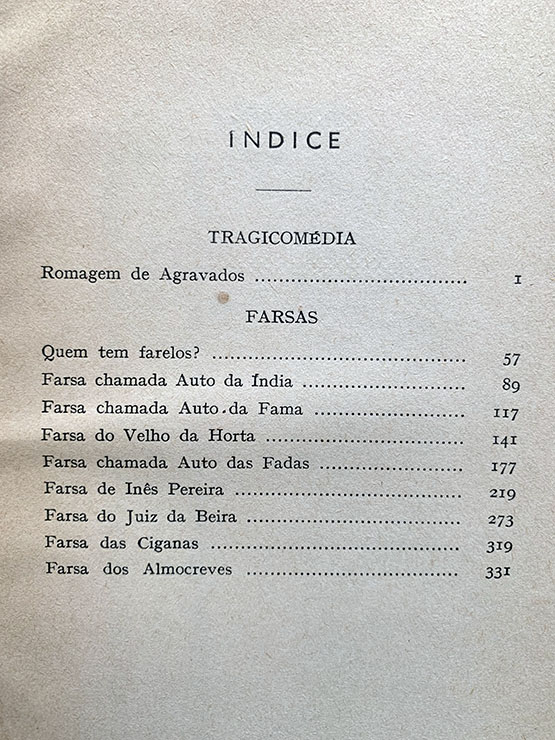 ÍNDICE
TRAGICOMÉDIA
Romagem de Agravados ................................... 1
FARSAS
Quem tem farelos? .......................................... 57
Farsa chamada Auto da Índia ........................... 89
Farsa chamada Auto da Fama ......................... 117
Farsa do Velho da Horta .................................. 141
Farsa chamada Auto das Fadas ........................ 177
Farsa de Inês Pereira ...................................... 219
Farsa do Juiz da Beira .................................... 273
Farsa das Ciganas .......................................... 319
Farsa dos Almocreves ................................... 331